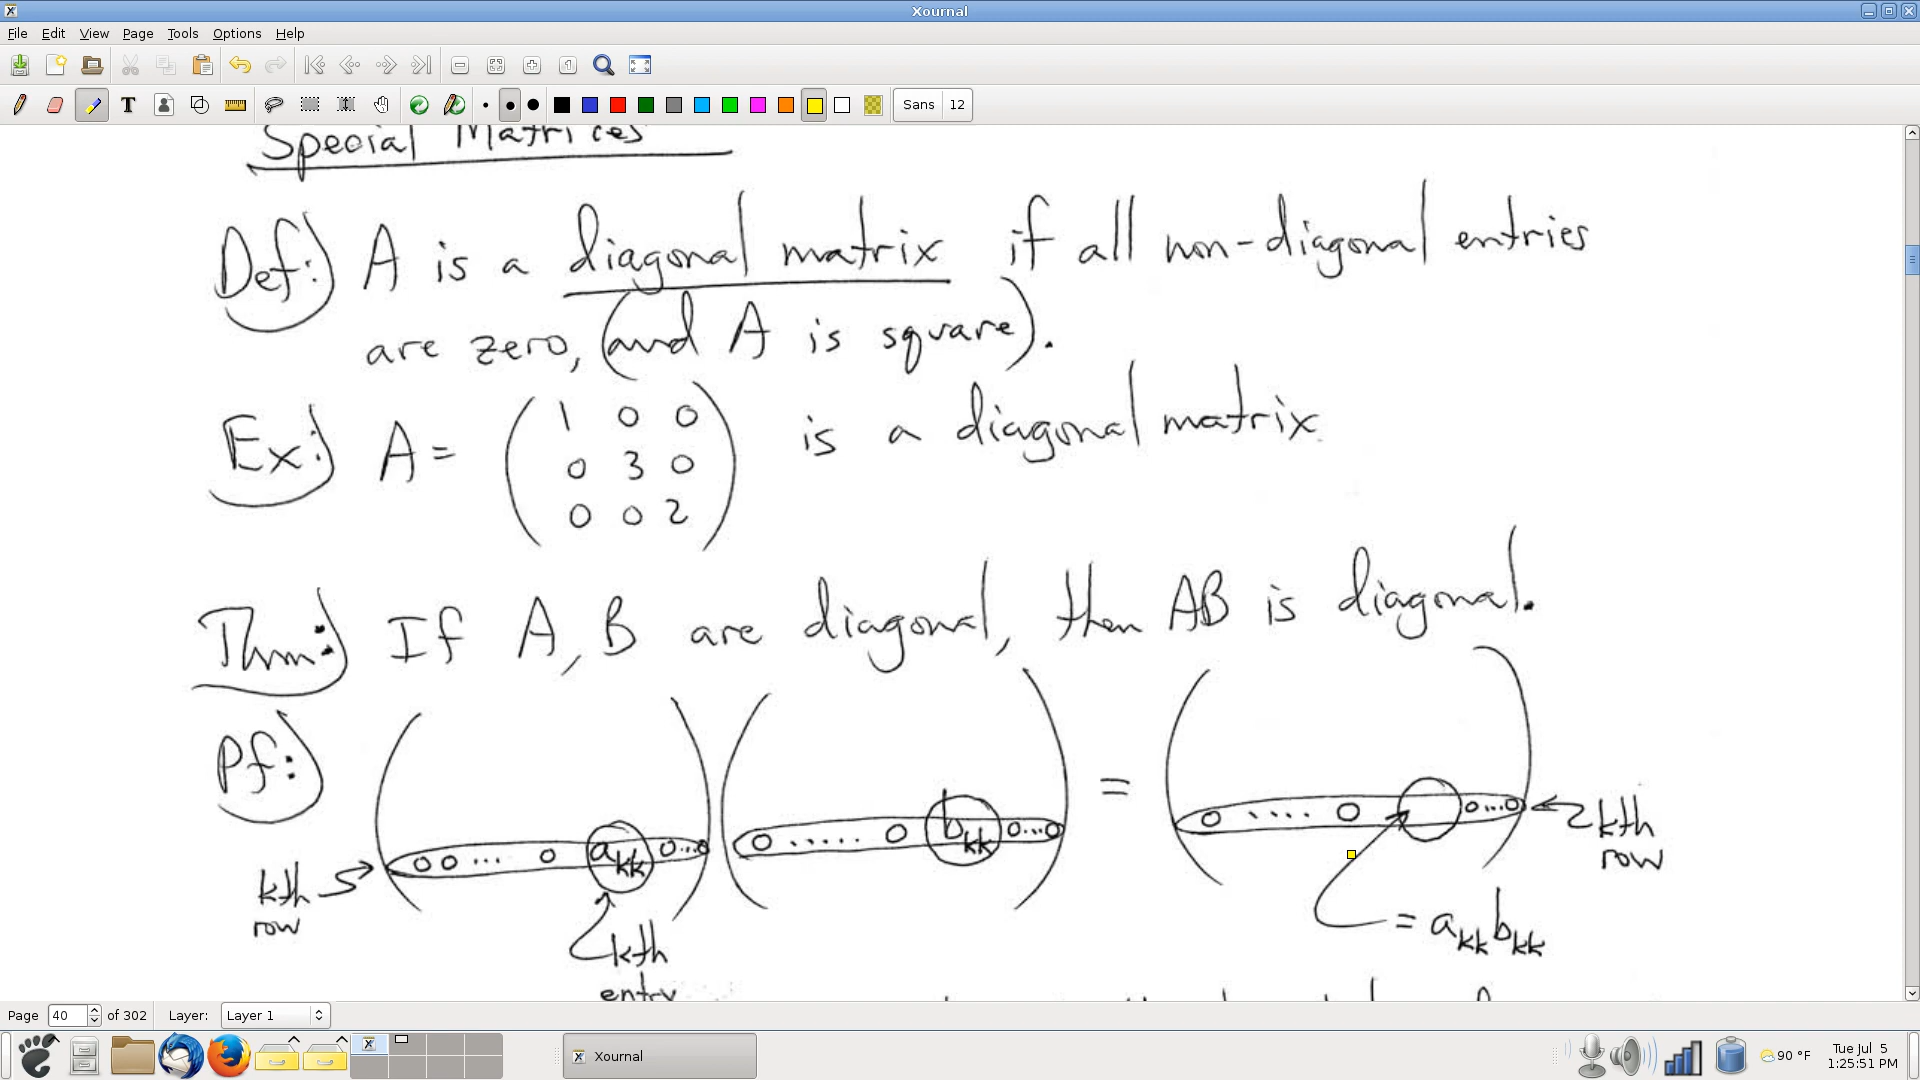 Xournal
File Edit View Page Tools Options Help
Sans 12
Special Matrices
Def:) A is a diagonal matrix if all non-diagonal entries
are zero, (and A is square).
Ex:) A = ( 1 0 0
0 3 0
0 0 2 ) is a diagonal matrix.
Thm:) If A, B are diagonal, then AB is diagonal.
Pf:)
kth row → ( 0 0 ... 0 a_kk 0...0 ) ( 0 ..... 0 b_kk 0...0 ) = ( 0 .... 0 0...0 ) ← kth row
= a_kk b_kk
kth
entry
Page 40 of 302 Layer: Layer 1
Xournal
90 °F
Tue Jul 5
1:25:51 PM